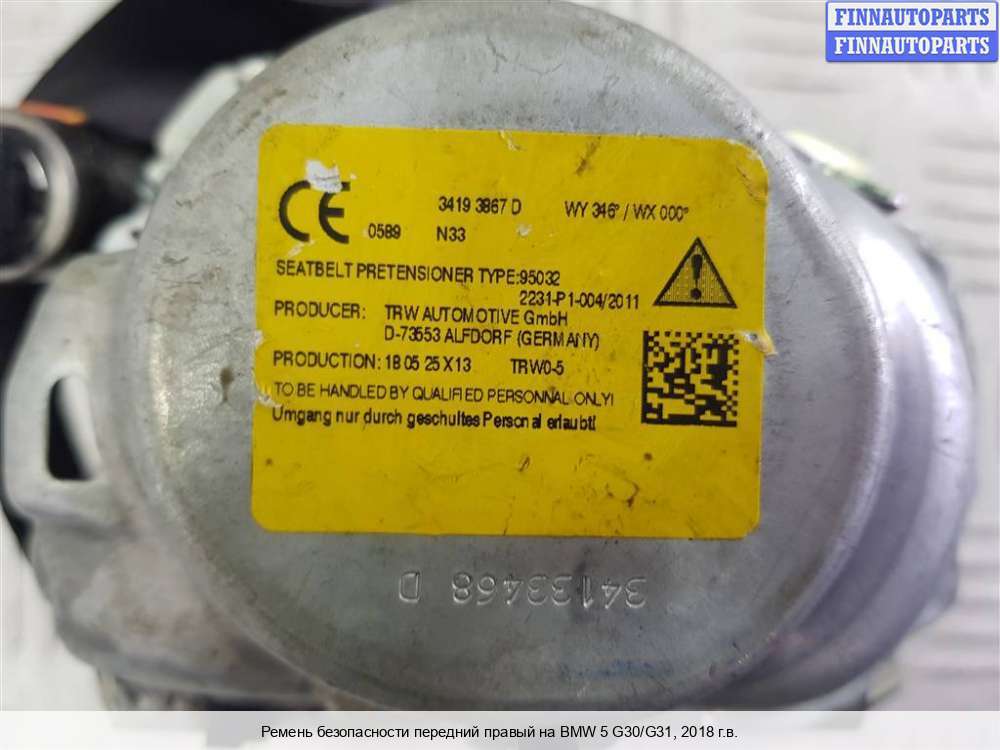 FINNAUTOPARTS
FINNAUTOPARTS
CE 0589
3419 3867 D WY 346° / WX 000°
N33
SEATBELT PRETENSIONER TYPE:95032
2231-P1-004/2011
PRODUCER: TRW AUTOMOTIVE GmbH
D-73553 ALFDORF (GERMANY)
PRODUCTION: 18 05 25 X13 TRW0-5
TO BE HANDLED BY QUALIFIED PERSONNAL ONLY!
Umgang nur durch geschultes Personal erlaubt!
34133468 D
Ремень безопасности передний правый на BMW 5 G30/G31, 2018 г.в.